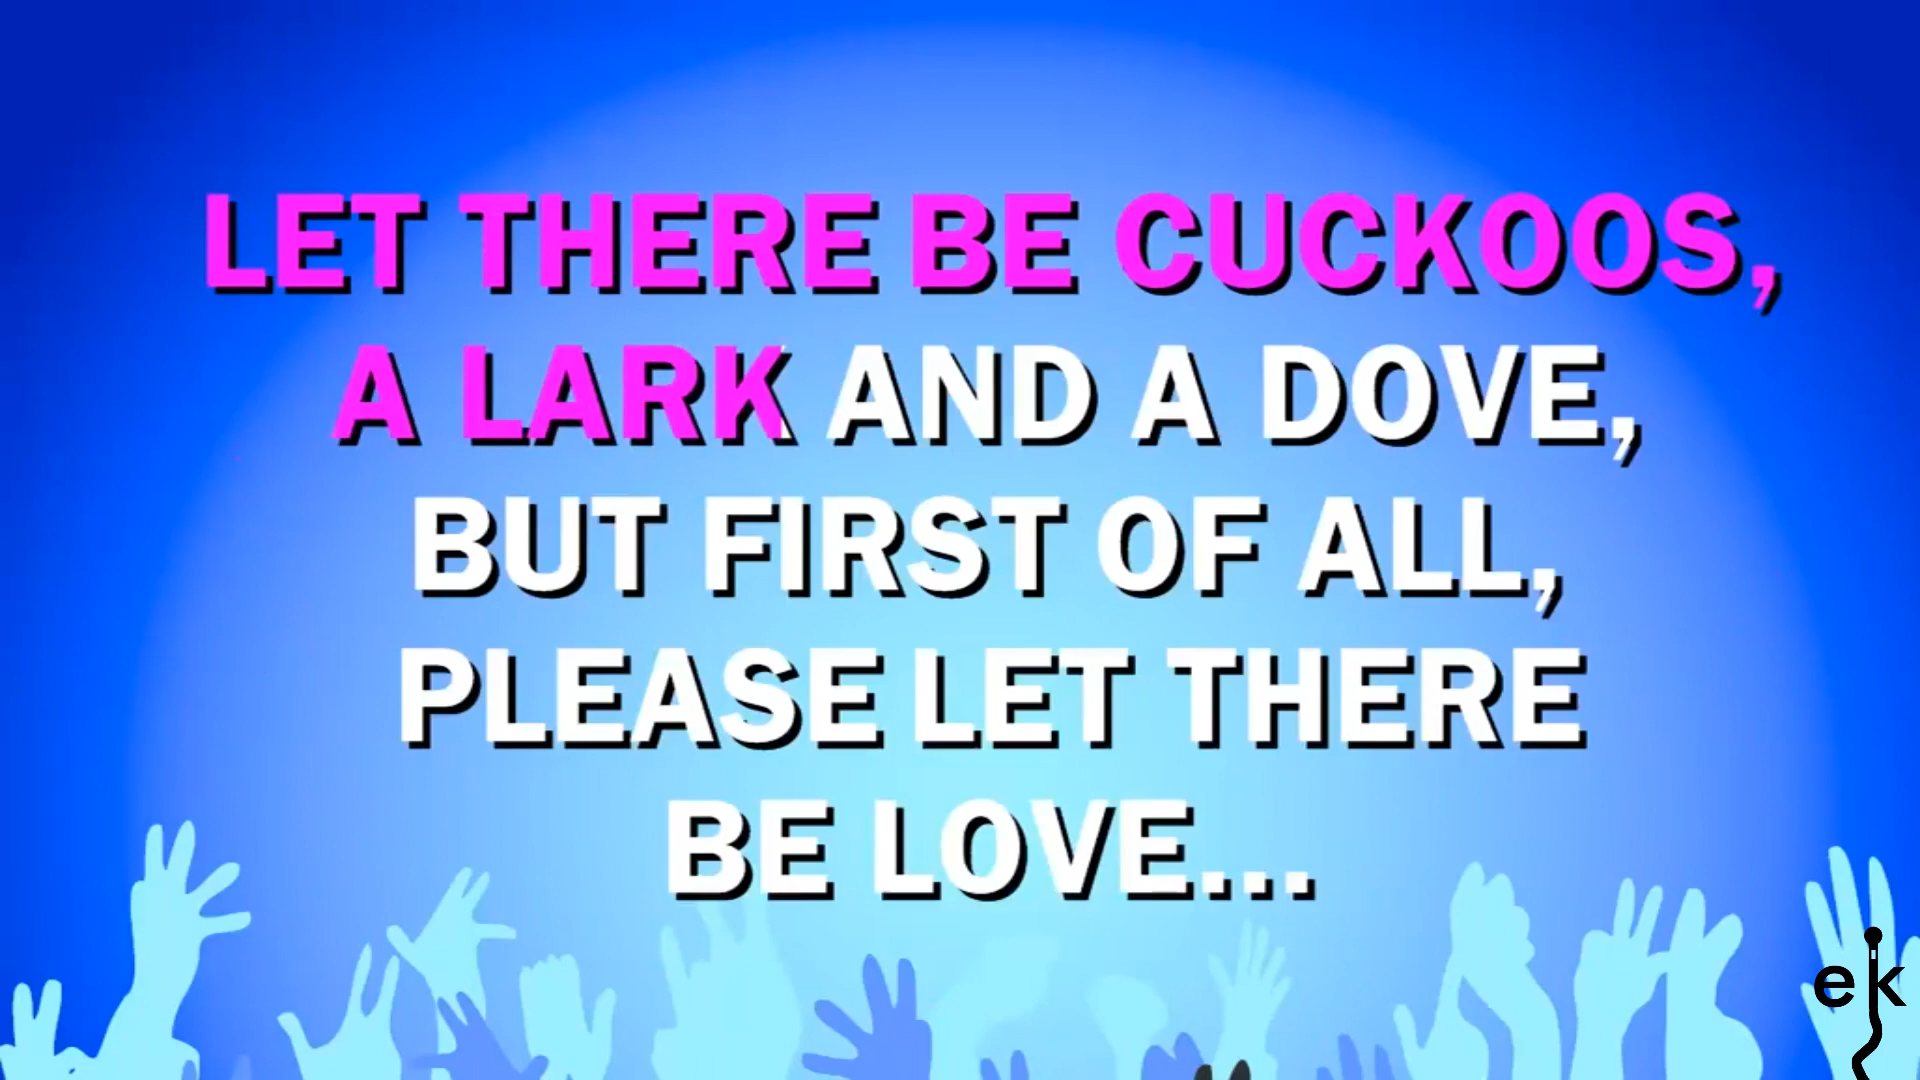 LET THERE BE CUCKOOS,
A LARK AND A DOVE,
BUT FIRST OF ALL,
PLEASE LET THERE
BE LOVE...
ek